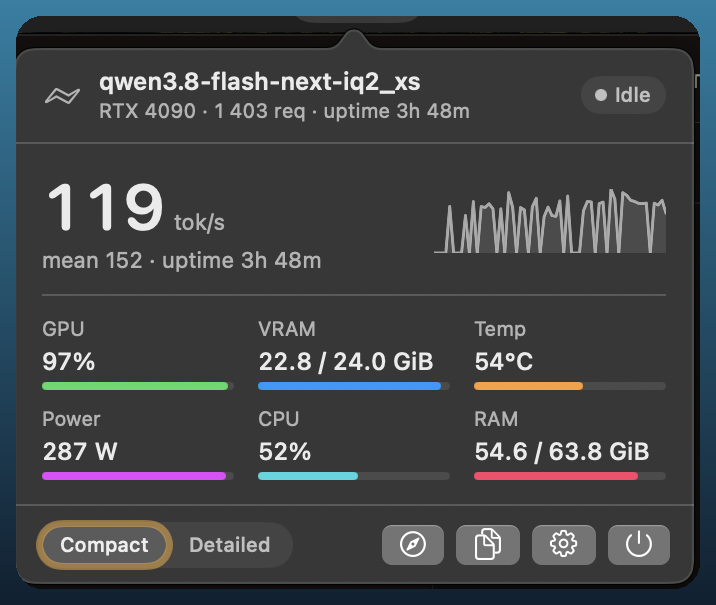 qwen3.8-flash-next-iq2_xs
RTX 4090 · 1 403 req · uptime 3h 48m
Idle
119 tok/s
mean 152 · uptime 3h 48m
GPU
97%
VRAM
22.8 / 24.0 GiB
Temp
54°C
Power
287 W
CPU
52%
RAM
54.6 / 63.8 GiB
Compact
Detailed